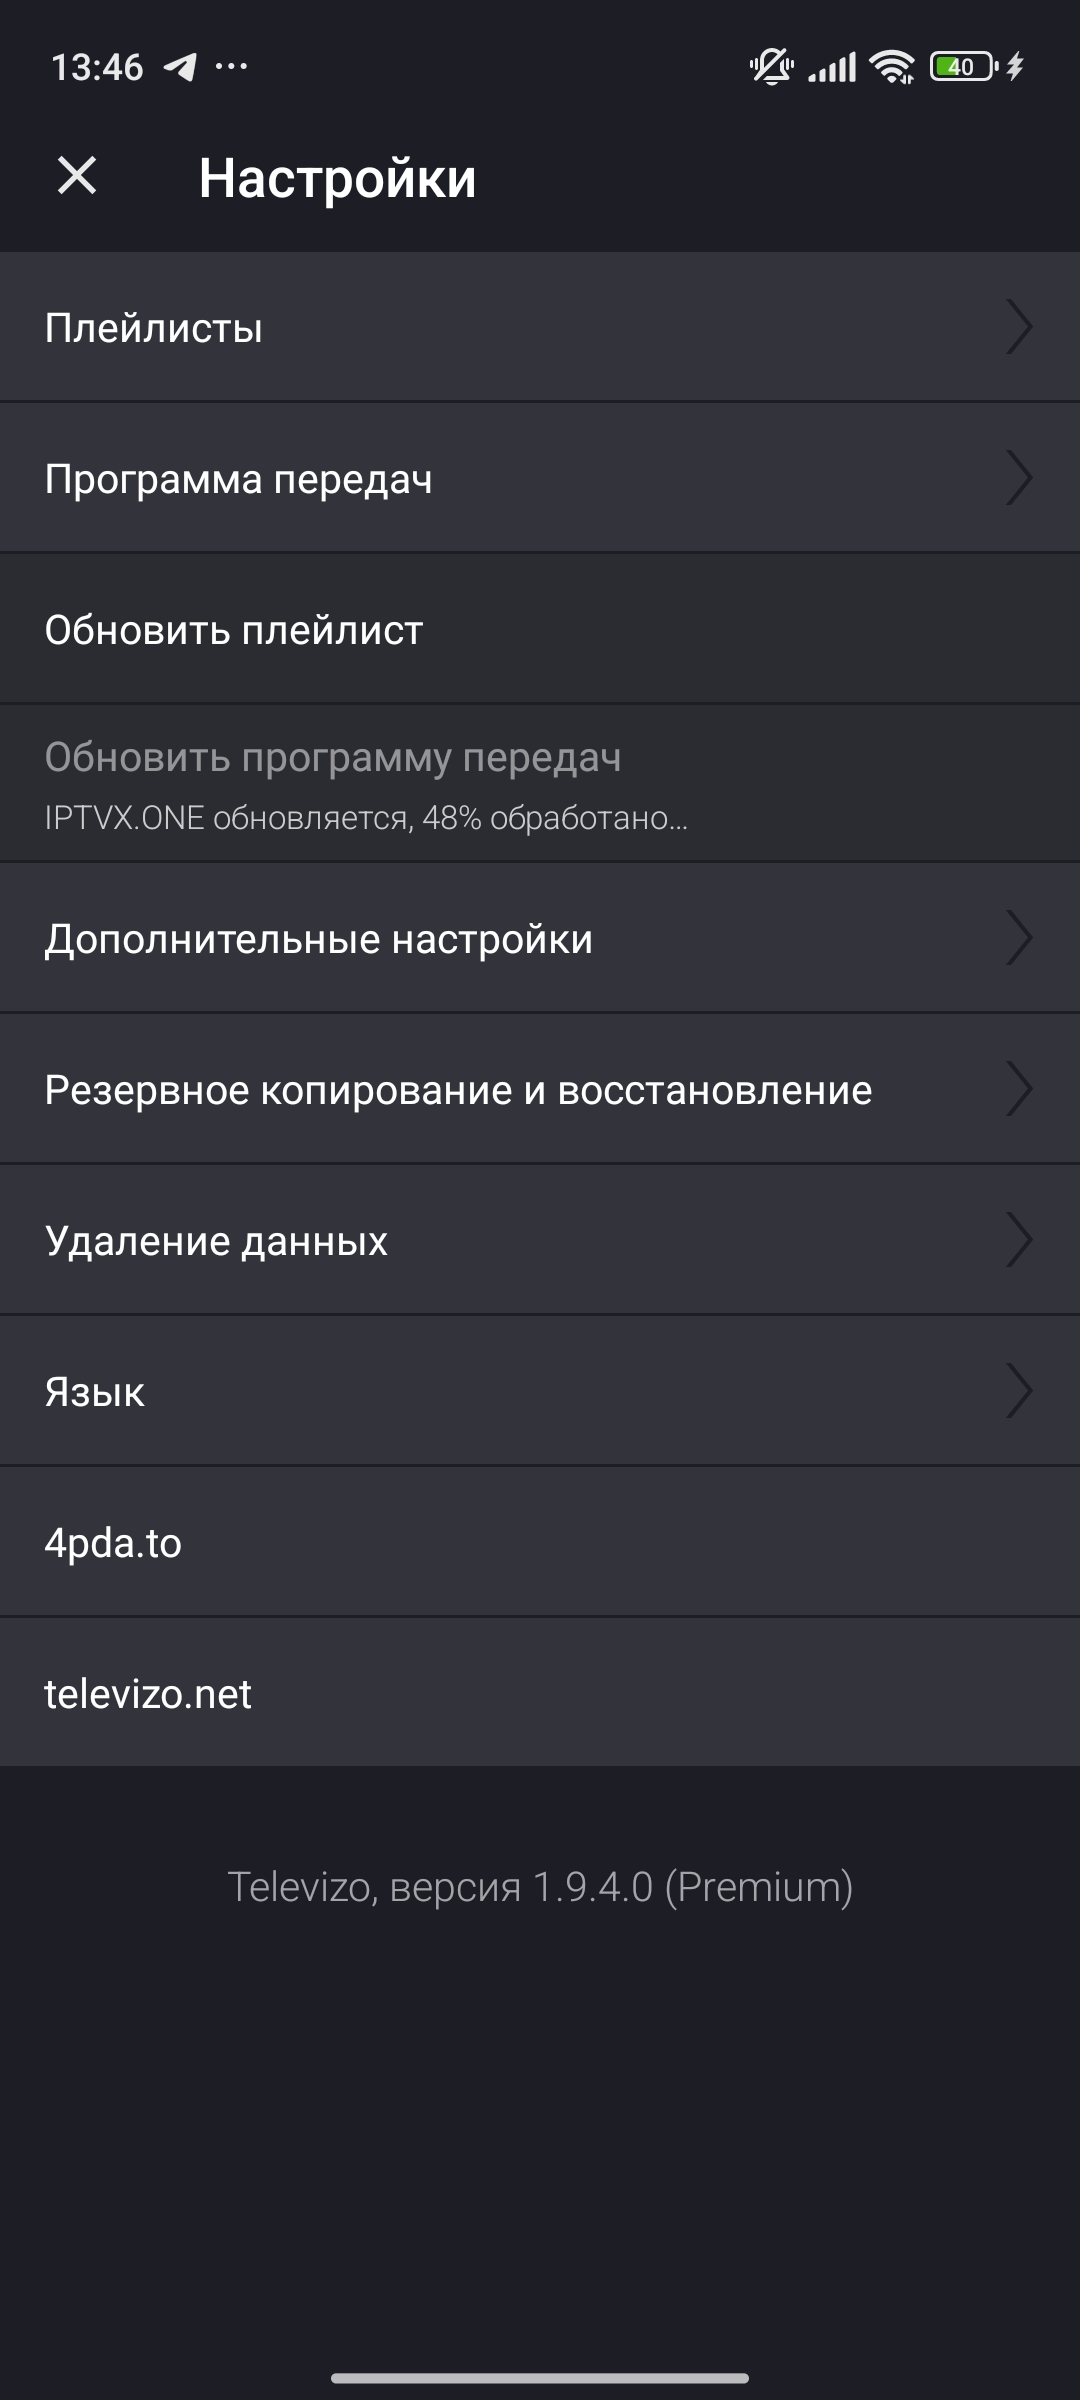 13:46
40
Настройки
Плейлисты
Программа передач
Обновить плейлист
Обновить программу передач
IPTVX.ONE обновляется, 48% обработано...
Дополнительные настройки
Резервное копирование и восстановление
Удаление данных
Язык
4pda.to
televizo.net
Televizo, версия 1.9.4.0 (Premium)